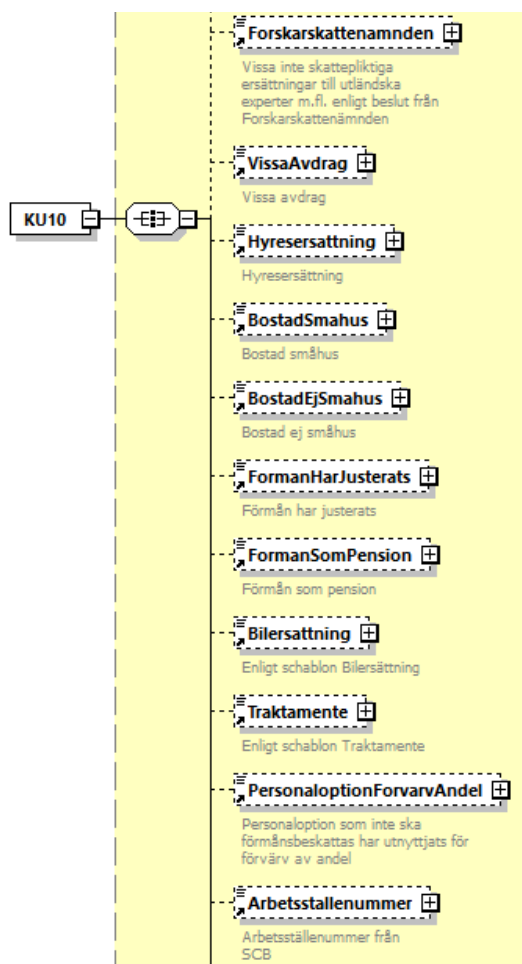 Forskarskattenamnden
Vissa inte skattepliktiga
ersättningar till utländska
experter m.fl. enligt beslut från
Forskarskattenämnden
VissaAvdrag
Vissa avdrag
KU10
Hyresersattning
Hyresersättning
BostadSmahus
Bostad småhus
BostadEjSmahus
Bostad ej småhus
FormanHarJusterats
Förmån har justerats
FormanSomPension
Förmån som pension
Bilersattning
Enligt schablon Bilersättning
Traktamente
Enligt schablon Traktamente
PersonaloptionForvarvAndel
Personaloption som inte ska
förmånsbeskattas har utnyttjats för
förvärv av andel
Arbetsstallenummer
Arbetsställenummer från
SCB